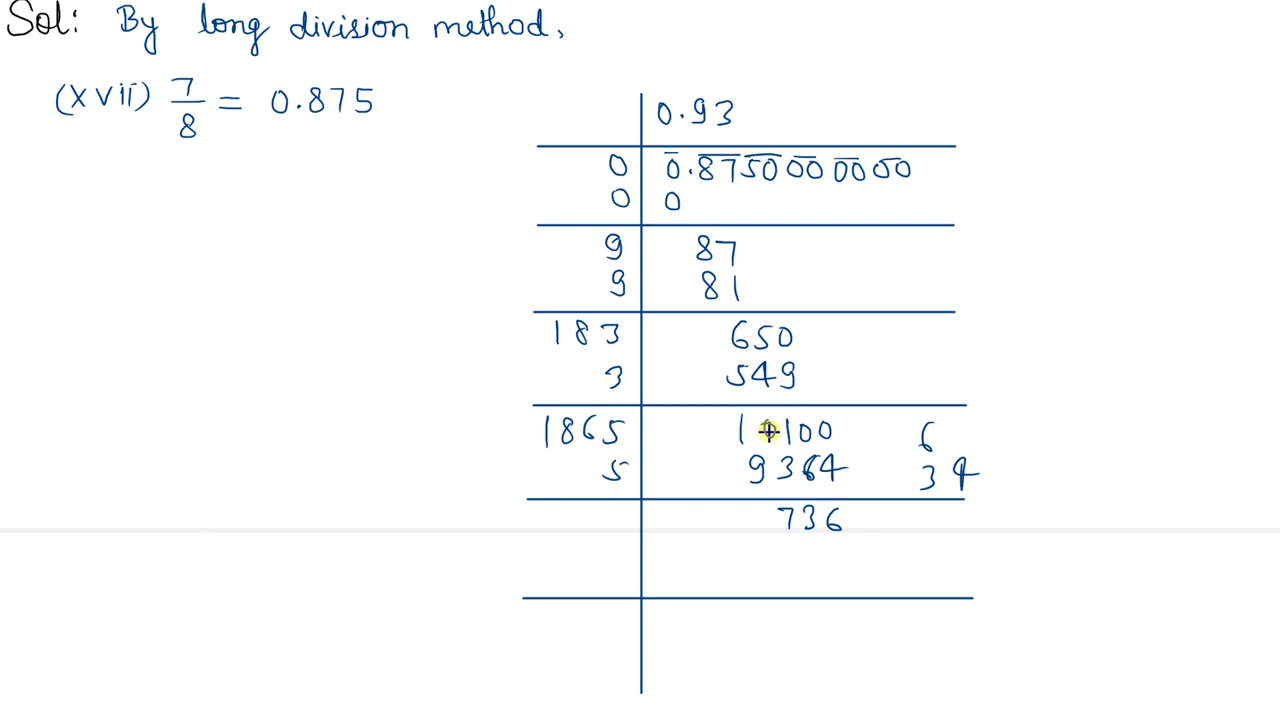 Sol: By long division method,
(XVII) 7/8 = 0.875
0.93
0 0.8750000000
0 0
9 87
9 81
183 650
3 549
1865 10100 6
5 9364 34
736